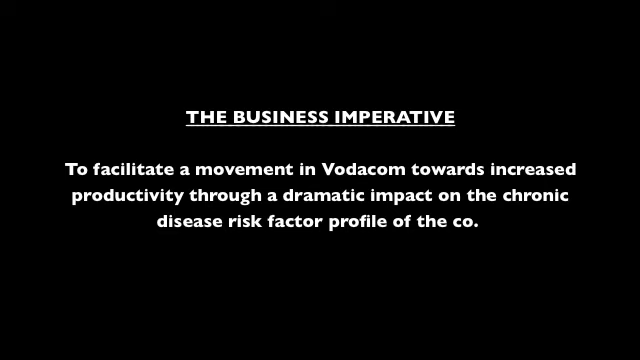 THE BUSINESS IMPERATIVE
To facilitate a movement in Vodacom towards increased
productivity through a dramatic impact on the chronic
disease risk factor profile of the co.